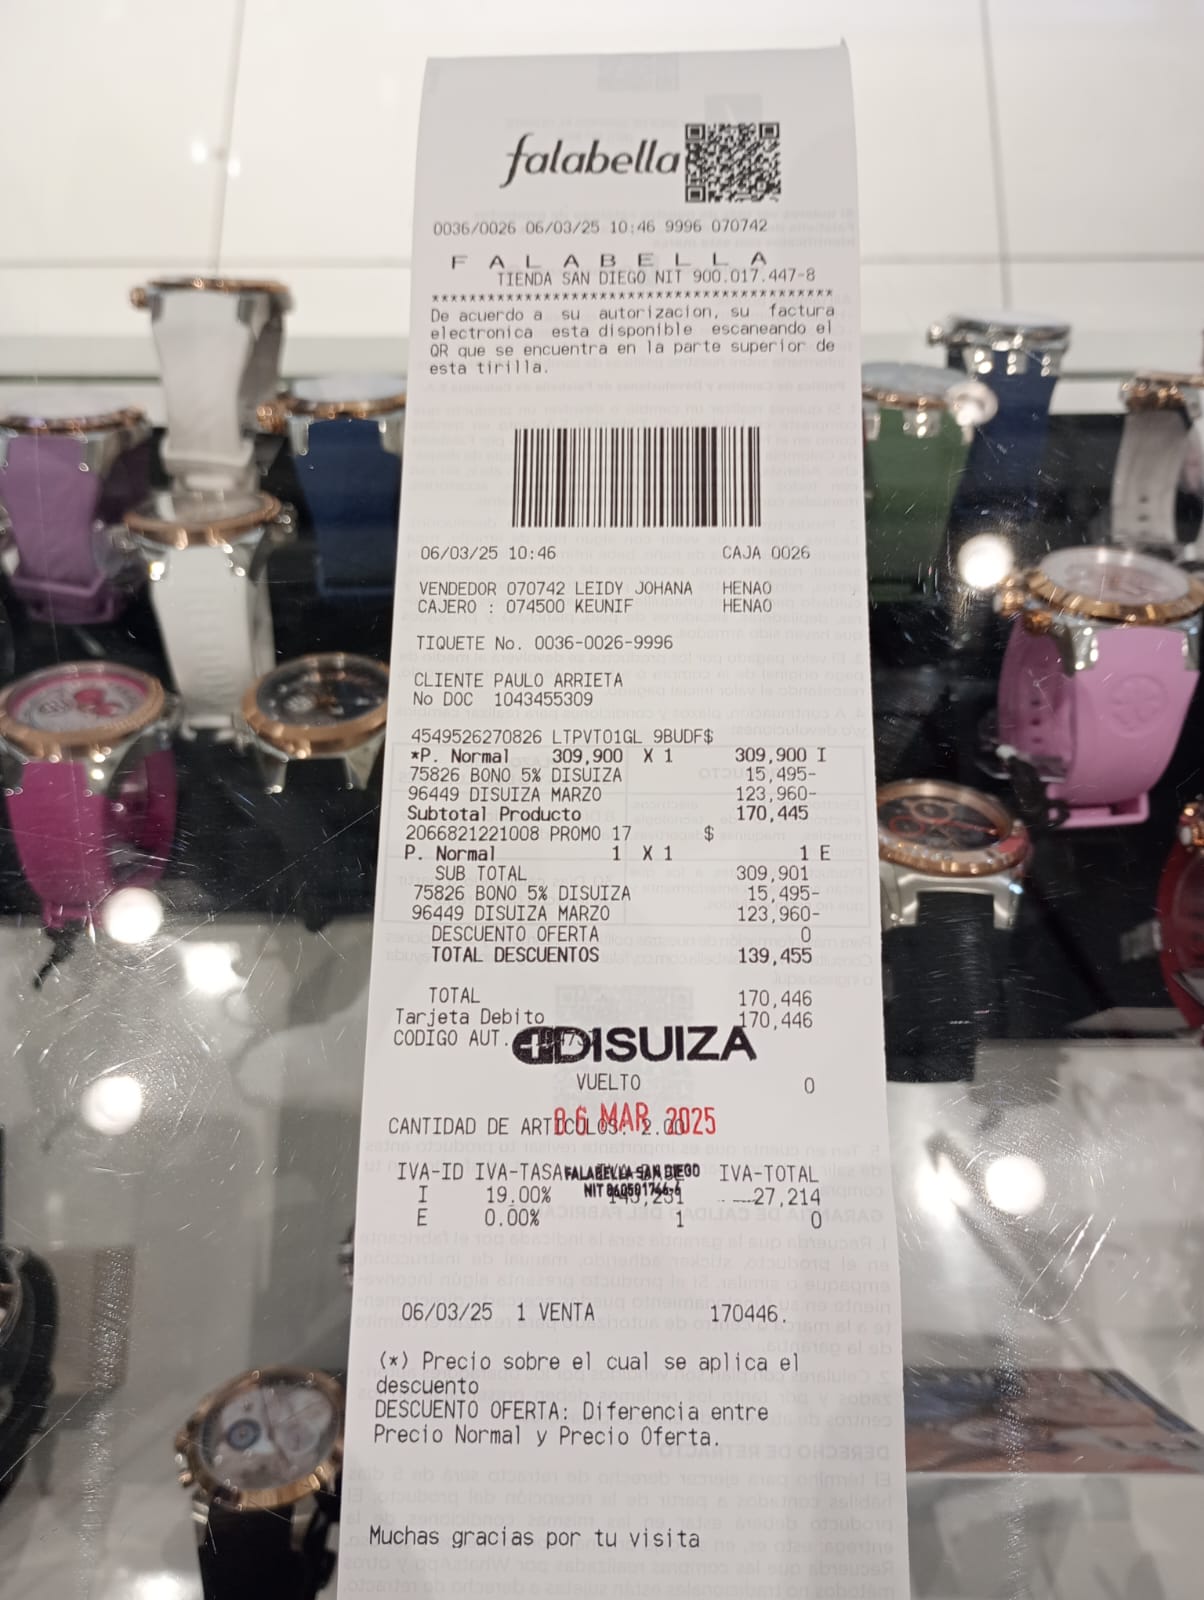 falabella
0036/0026 06/03/25 10:46 9996 070742
F A L A B E L L A
TIENDA SAN DIEGO NIT 900.017.447-8
******************************************
De acuerdo a su autorizacion, su factura
electronica esta disponible escaneando el
QR que se encuentra en la parte superior de
esta tirilla.
06/03/25 10:46 CAJA 0026
VENDEDOR 070742 LEIDY JOHANA HENAO
CAJERO : 074500 KEUNIF HENAO
TIQUETE No. 0036-0026-9996
CLIENTE PAULO ARRIETA
No DOC 1043455309
4549526270826 LTPVT01GL 9BUDF$
*P. Normal 309,900 X 1 309,900 I
75826 BONO 5% DISUIZA 15,495-
96449 DISUIZA MARZO 123,960-
Subtotal Producto 170,445
2066821221008 PROMO 17 $
P. Normal 1 X 1 1 E
SUB TOTAL 309,901
75826 BONO 5% DISUIZA 15,495-
96449 DISUIZA MARZO 123,960-
DESCUENTO OFERTA 0
TOTAL DESCUENTOS 139,455
TOTAL 170,446
Tarjeta Debito 170,446
CODIGO AUT.
DISUIZA
VUELTO 0
06 MAR 2025
CANTIDAD DE ARTICULOS: 2.00
IVA-ID IVA-TASA IVA-TOTAL
FALABELLA SAN DIEGO
I 19.00% 27,214
NIT
E 0.00% 1 0
06/03/25 1 VENTA 170446.
(*) Precio sobre el cual se aplica el
descuento
DESCUENTO OFERTA: Diferencia entre
Precio Normal y Precio Oferta.
Muchas gracias por tu visita